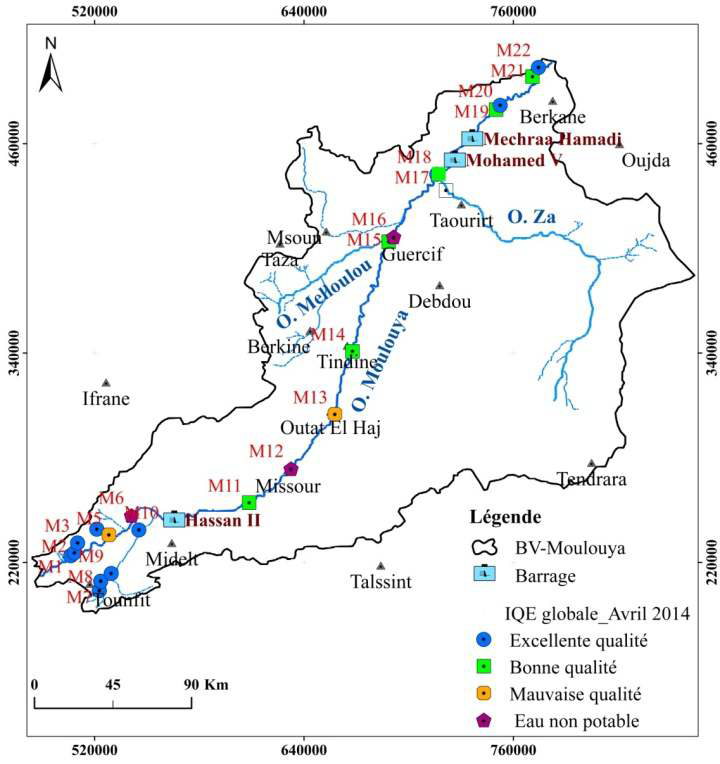 520000 640000 760000
N
M22
M21
M20
M19
Berkane
460000
460000
Mechraa Hamadi
Mohamed V
Oujda
M18
M17
Taourirt
O. Za
M16
M15
Msoun
Taza
Guercif
O. Melloulou
Debdou
M14
Berkine
Tindine
O. Moulouya
340000
340000
Ifrane
M13
Outat El Haj
M12
Missour
Tendrara
M11
M6
M10
M5
Hassan II
M3
M2
M9
M1
Midelt
M8
M7
Tounfit
220000
220000
Talssint
Légende
BV-Moulouya
Barrage
IQE globale_Avril 2014
Excellente qualité
Bonne qualité
Mauvaise qualité
Eau non potable
0 45 90 Km
520000 640000 760000